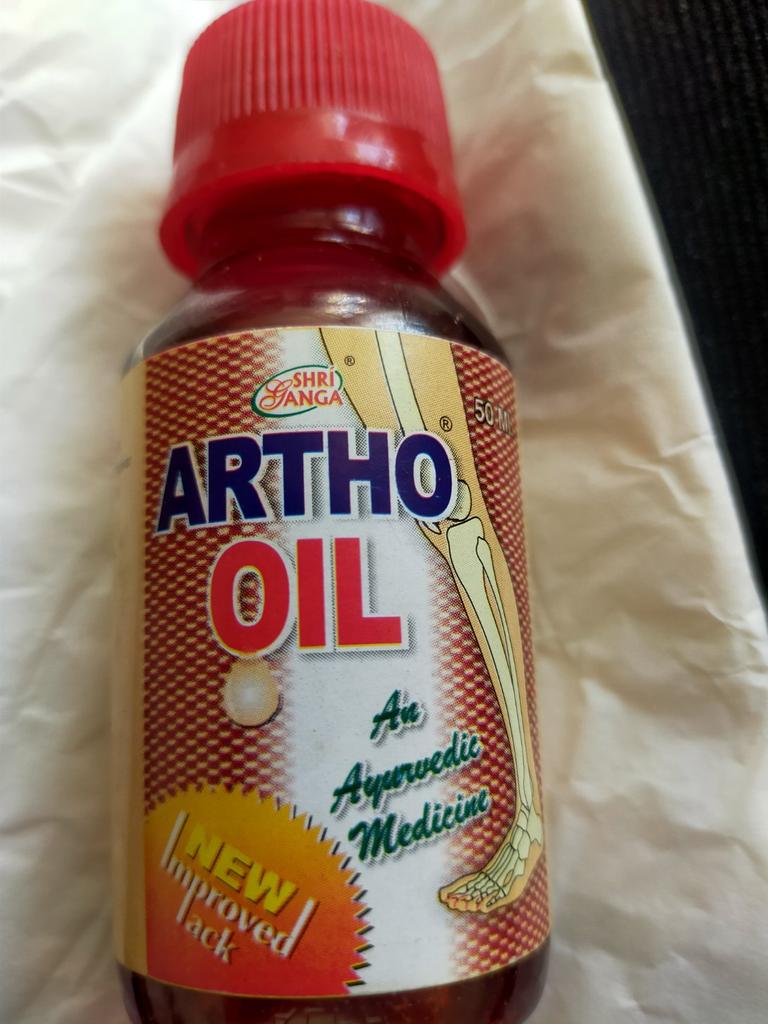 SHRI
GANGA
®
50 ML
ARTHO ®
OIL
An
Ayurvedic
Medicine
NEW
Improved
Pack